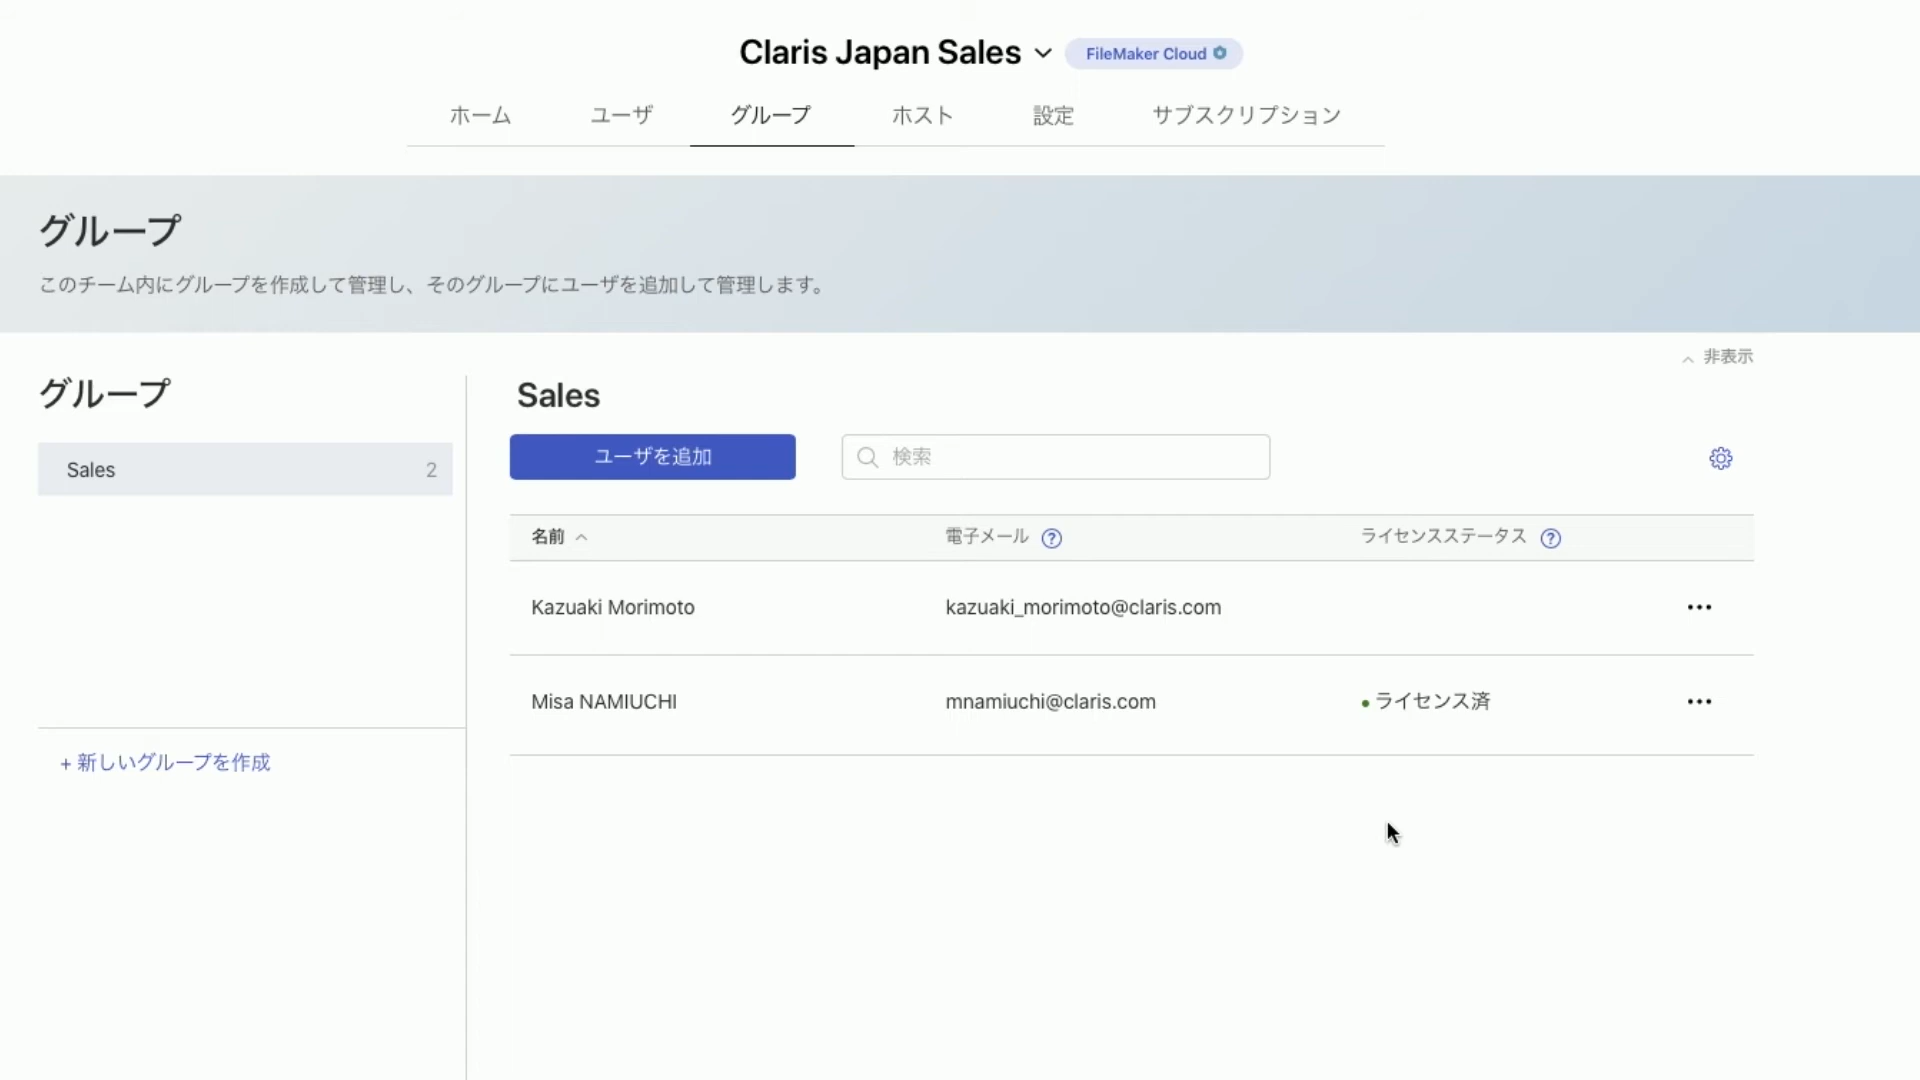 Claris Japan Sales
FileMaker Cloud
ホーム ユーザ グループ ホスト 設定 サブスクリプション
グループ
このチーム内にグループを作成して管理し、そのグループにユーザを追加して管理します。
非表示
グループ
Sales 2
+ 新しいグループを作成
Sales
ユーザを追加
検索
名前 電子メール ? ライセンスステータス ?
Kazuaki Morimoto kazuaki_morimoto@claris.com
Misa NAMIUCHI mnamiuchi@claris.com ライセンス済